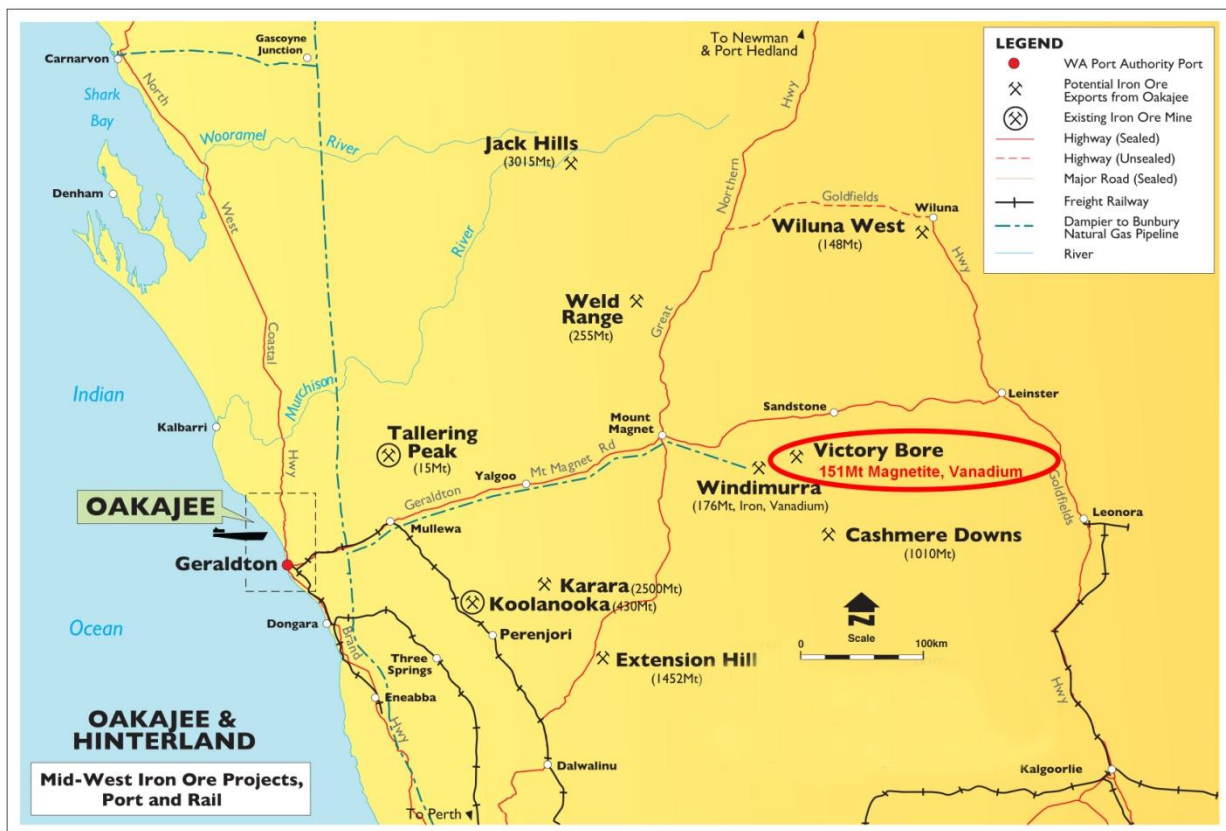 To Newman
& Port Hedland
Gascoyne
Junction
Carnarvon
North
Hwy
Shark
Bay
Wooramel
River
Jack Hills
(3015Mt)
Denham
West
River
Northern
Goldfields
Wiluna
Wiluna West
(148Mt)
Hwy
Weld
Range
(255Mt)
Great
Coastal
Indian
Murchison
Kalbarri
Hwy
Leinster
Sandstone
Mount
Magnet
Tallering
Peak
(15Mt)
Yalgoo
Geraldton
Mt Magnet
Rd
Victory Bore
151Mt Magnetite, Vanadium
Windimurra
(176Mt, Iron, Vanadium)
Goldfields
OAKAJEE
Mullewa
Leonora
Cashmere Downs
(1010Mt)
Geraldton
Karara (2500Mt)
Koolanooka (430Mt)
N
Scale
0
100km
Ocean
Dongara
Brand
Perenjori
Three
Springs
Extension Hill
(1452Mt)
Eneabba
Hwy
Hwy
OAKAJEE &
HINTERLAND
Mid-West Iron Ore Projects,
Port and Rail
Dalwalinu
Kalgoorlie
To Perth
LEGEND
WA Port Authority Port
Potential Iron Ore
Exports from Oakajee
Existing Iron Ore Mine
Highway (Sealed)
Highway (Unsealed)
Major Road (Sealed)
Freight Railway
Dampier to Bunbury
Natural Gas Pipeline
River